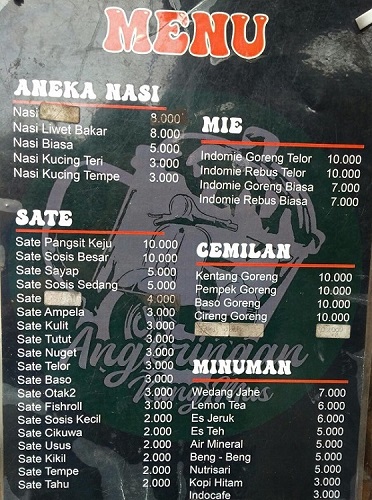 MENU
ANEKA NASI
Nasi 8.000
Nasi Liwet Bakar 8.000
Nasi Biasa 5.000
Nasi Kucing Teri 3.000
Nasi Kucing Tempe 3.000
SATE
Sate Pangsit Keju 10.000
Sate Sosis Besar 10.000
Sate Sayap 5.000
Sate Sosis Sedang 5.000
Sate 4.000
Sate Ampela 3.000
Sate Kulit 3.000
Sate Tutut 3.000
Sate Nuget 3.000
Sate Telor 3.000
Sate Baso 3.000
Sate Otak2 3.000
Sate Fishroll 3.000
Sate Sosis Kecil 2.000
Sate Cikuwa 2.000
Sate Usus 2.000
Sate Kikil 2.000
Sate Tempe 2.000
Sate Tahu 2.000
MIE
Indomie Goreng Telor 10.000
Indomie Rebus Telor 10.000
Indomie Goreng Biasa 7.000
Indomie Rebus Biasa 7.000
CEMILAN
Kentang Goreng 10.000
Pempek Goreng 10.000
Baso Goreng 10.000
Cireng Goreng 10.000
MINUMAN
Wedang Jahe 7.000
Lemon Tea 6.000
Es Jeruk 6.000
Es Teh 5.000
Air Mineral 5.000
Beng - Beng 5.000
Nutrisari 5.000
Kopi Hitam 3.000
Indocafe 3.000
Angkringan